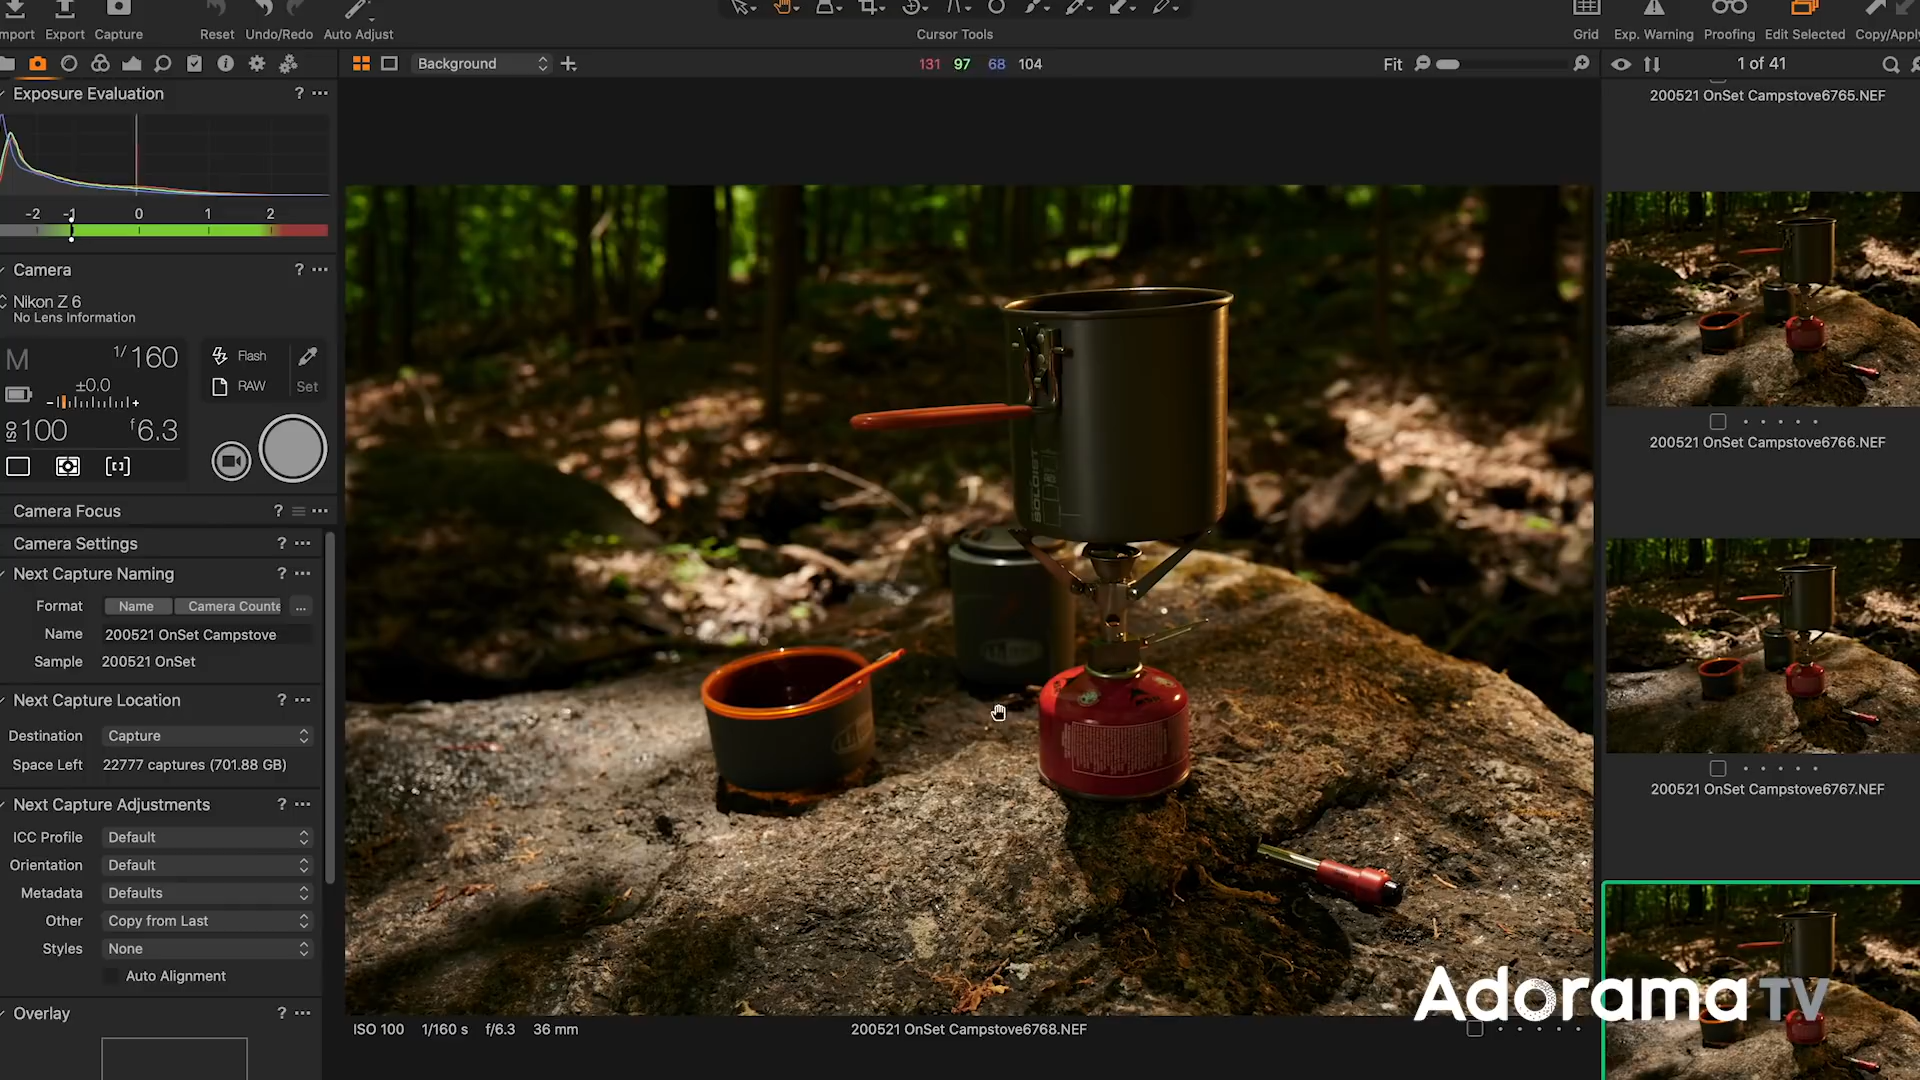 mport Export Capture Reset Undo/Redo Auto Adjust Cursor Tools Grid Exp. Warning Proofing Edit Selected Copy/Apply
Background 131 97 68 104 Fit 1 of 41
Exposure Evaluation ? ...
-2 -1 0 1 2
Camera ? ...
Nikon Z 6
No Lens Information
M 1/160 Flash
±0.0 RAW Set
- +
ISO 100 f6.3
Camera Focus ? ...
Camera Settings ? ...
Next Capture Naming ? ...
Format Name Camera Counte ...
Name 200521 OnSet Campstove
Sample 200521 OnSet
Next Capture Location ? ...
Destination Capture
Space Left 22777 captures (701.88 GB)
Next Capture Adjustments ? ...
ICC Profile Default
Orientation Default
Metadata Defaults
Other Copy from Last
Styles None
Auto Alignment
Overlay ? ...
SOLOIST
ISO 100 1/160 s f/6.3 36 mm 200521 OnSet Campstove6768.NEF
200521 OnSet Campstove6765.NEF
200521 OnSet Campstove6766.NEF
200521 OnSet Campstove6767.NEF
Adorama TV